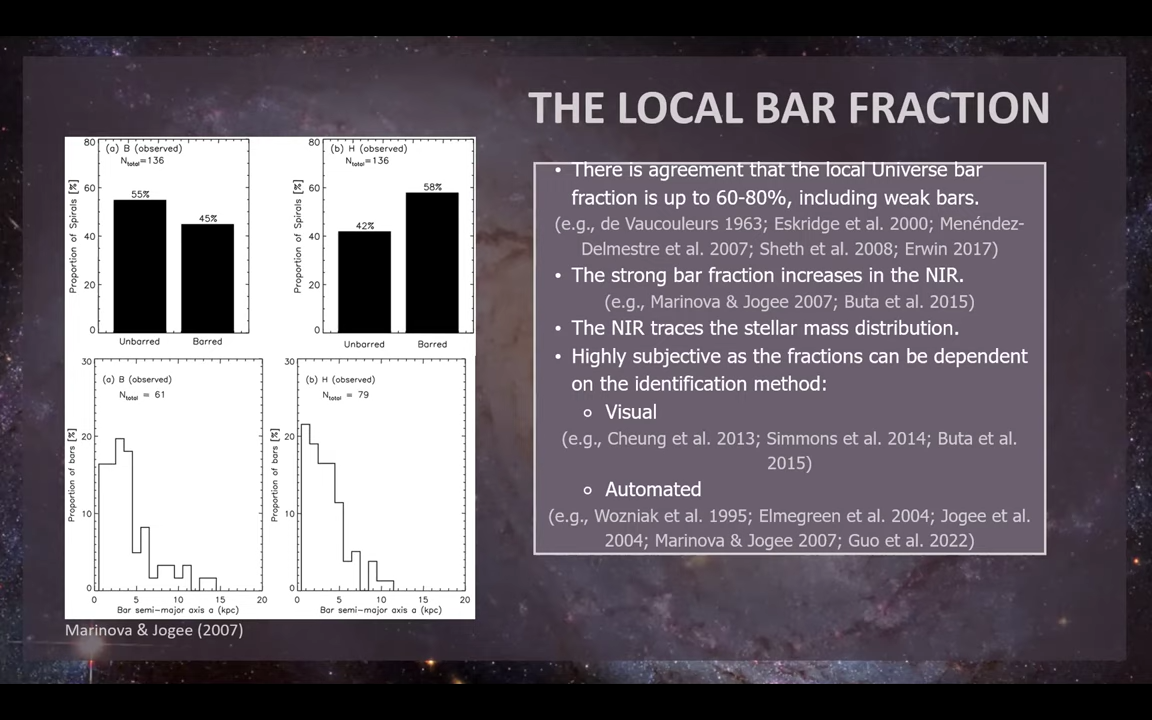 THE LOCAL BAR FRACTION
(a) B (observed)
N_total=136
80
60
40
20
0
Proportion of Spirals [%]
55%
45%
Unbarred
Barred
(b) H (observed)
N_total=136
80
60
40
20
0
Proportion of Spirals [%]
42%
58%
Unbarred
Barred
(a) B (observed)
N_total = 61
30
20
10
0
Proportion of bars [%]
0 5 10 15 20
Bar semi-major axis a (kpc)
(b) H (observed)
N_total = 79
30
20
10
0
Proportion of bars [%]
0 5 10 15 20
Bar semi-major axis a (kpc)
Marinova & Jogee (2007)
• There is agreement that the local Universe bar
fraction is up to 60-80%, including weak bars.
(e.g., de Vaucouleurs 1963; Eskridge et al. 2000; Menéndez-
Delmestre et al. 2007; Sheth et al. 2008; Erwin 2017)
• The strong bar fraction increases in the NIR.
(e.g., Marinova & Jogee 2007; Buta et al. 2015)
• The NIR traces the stellar mass distribution.
• Highly subjective as the fractions can be dependent
on the identification method:
o Visual
(e.g., Cheung et al. 2013; Simmons et al. 2014; Buta et al.
2015)
o Automated
(e.g., Wozniak et al. 1995; Elmegreen et al. 2004; Jogee et al.
2004; Marinova & Jogee 2007; Guo et al. 2022)